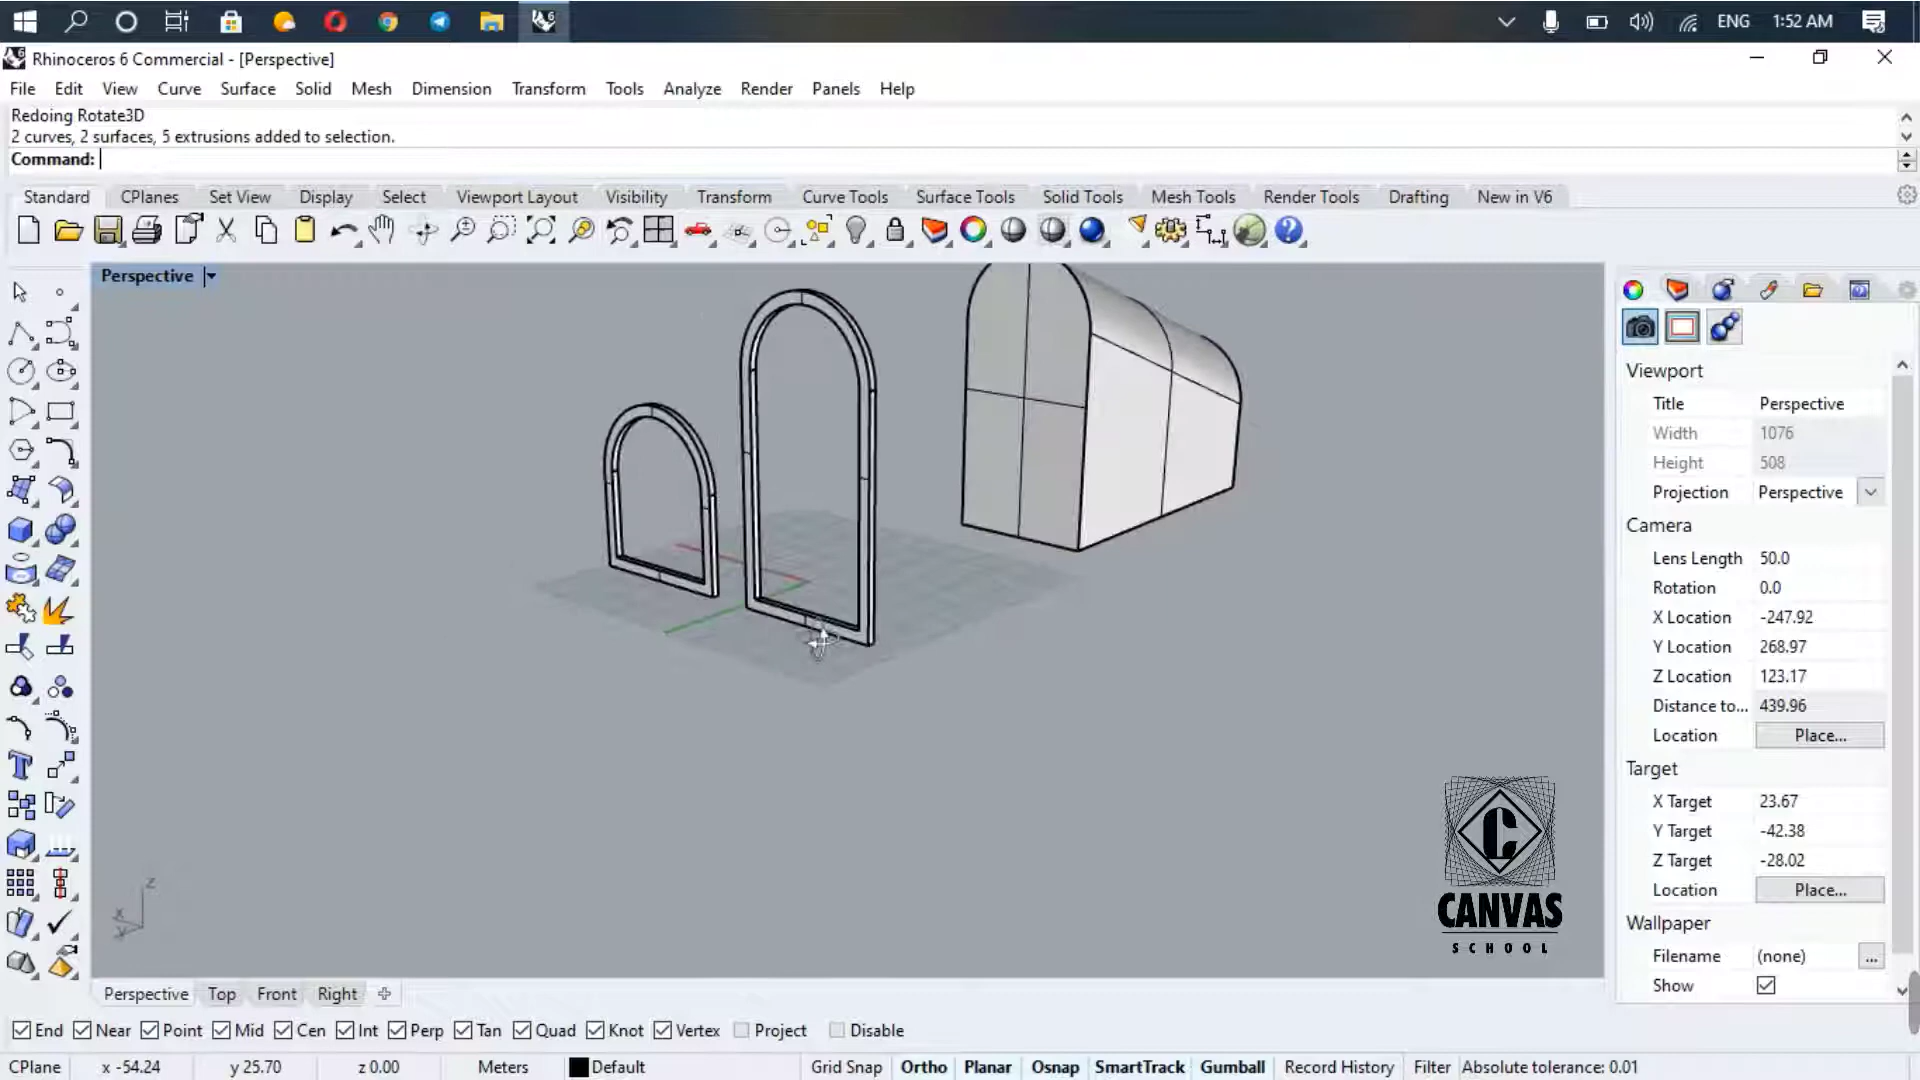 ENG 1:52 AM
Rhinoceros 6 Commercial - [Perspective]
File Edit View Curve Surface Solid Mesh Dimension Transform Tools Analyze Render Panels Help
Redoing Rotate3D
2 curves, 2 surfaces, 5 extrusions added to selection.
Command:
Standard CPlanes Set View Display Select Viewport Layout Visibility Transform Curve Tools Surface Tools Solid Tools Mesh Tools Render Tools Drafting New in V6
Perspective
Viewport
Title Perspective
Width 1076
Height 508
Projection Perspective
Camera
Lens Length 50.0
Rotation 0.0
X Location -247.92
Y Location 268.97
Z Location 123.17
Distance to... 439.96
Location Place...
Target
X Target 23.67
Y Target -42.38
Z Target -28.02
Location Place...
Wallpaper
Filename (none) ...
Show
z
x
y
C
CANVAS
SCHOOL
Perspective Top Front Right
End Near Point Mid Cen Int Perp Tan Quad Knot Vertex Project Disable
CPlane x -54.24 y 25.70 z 0.00 Meters Default Grid Snap Ortho Planar Osnap SmartTrack Gumball Record History Filter Absolute tolerance: 0.01